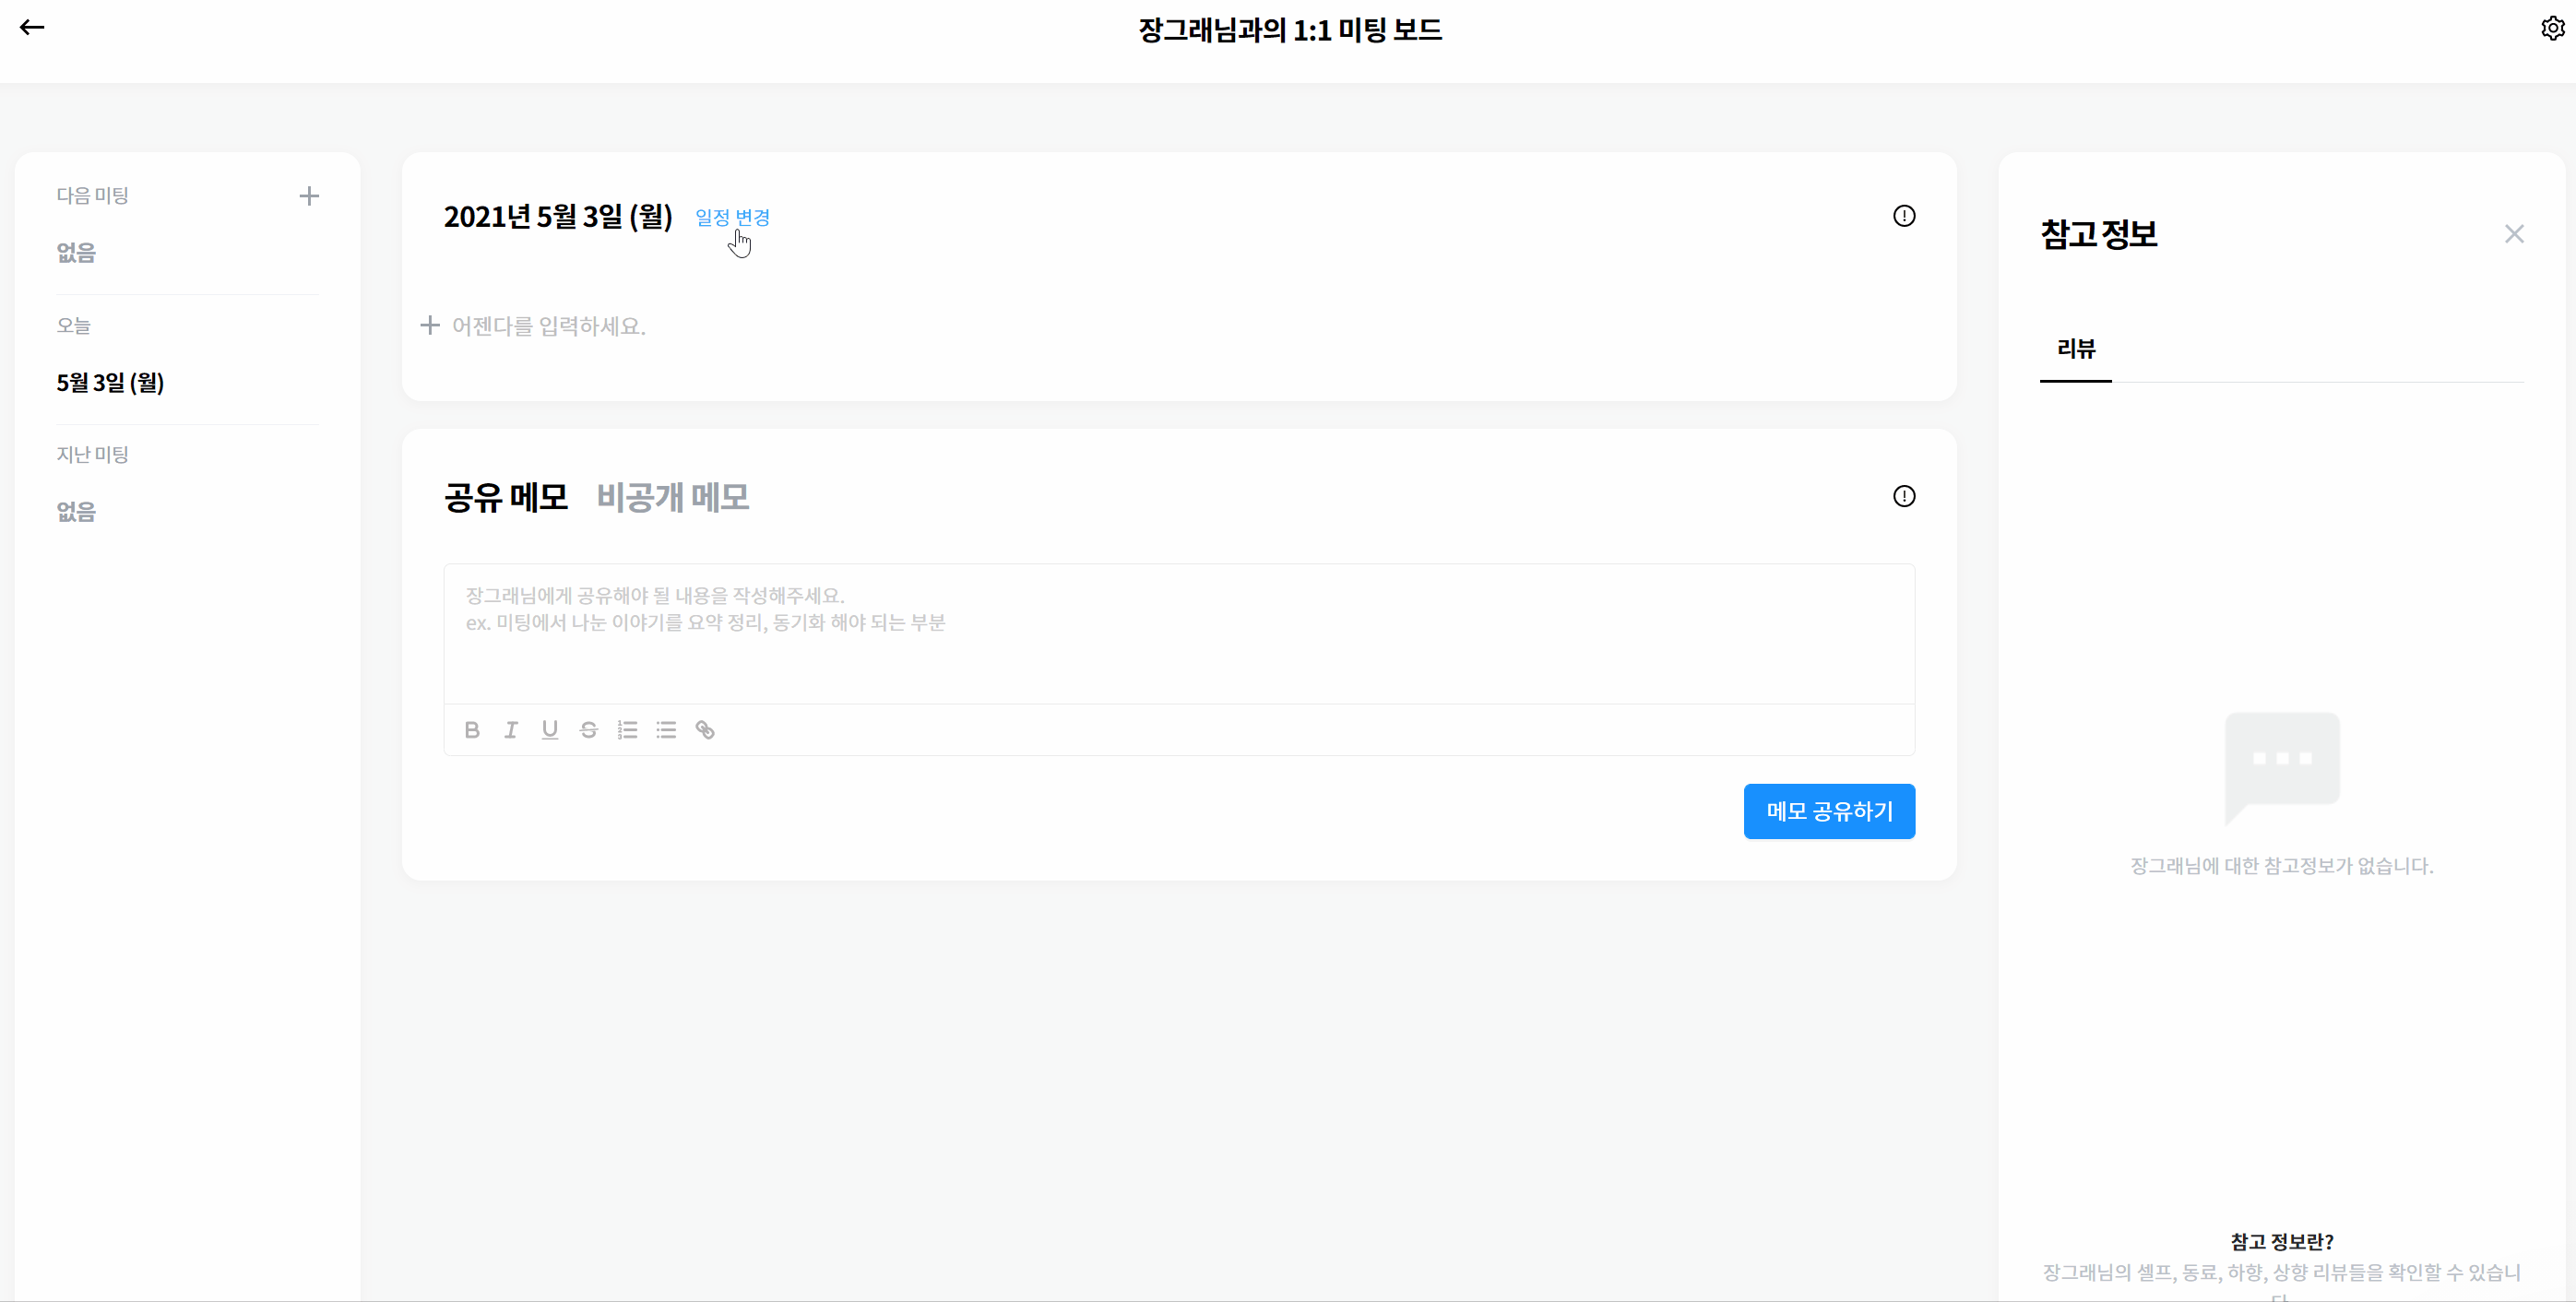 장그래님과의 1:1 미팅 보드
다음 미팅
없음
오늘
5월 3일 (월)
지난 미팅
없음
2021년 5월 3일 (월) 일정 변경
어젠다를 입력하세요.
공유 메모 비공개 메모
장그래님에게 공유해야 될 내용을 작성해주세요.
ex. 미팅에서 나눈 이야기를 요약 정리, 동기화 해야 되는 부분
메모 공유하기
참고 정보
리뷰
장그래님에 대한 참고정보가 없습니다.
참고 정보란?
장그래님의 셀프, 동료, 하향, 상향 리뷰들을 확인할 수 있습니